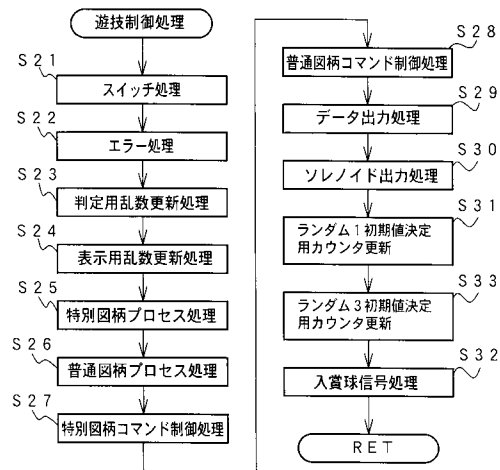 遊技制御処理
S21
スイッチ処理
S22
エラー処理
S23
判定用乱数更新処理
S24
表示用乱数更新処理
S25
特別図柄プロセス処理
S26
普通図柄プロセス処理
S27
特別図柄コマンド制御処理
S28
普通図柄コマンド制御処理
S29
データ出力処理
S30
ソレノイド出力処理
S31
ランダム1初期値決定
用カウンタ更新
S33
ランダム3初期値決定
用カウンタ更新
S32
入賞球信号処理
RET